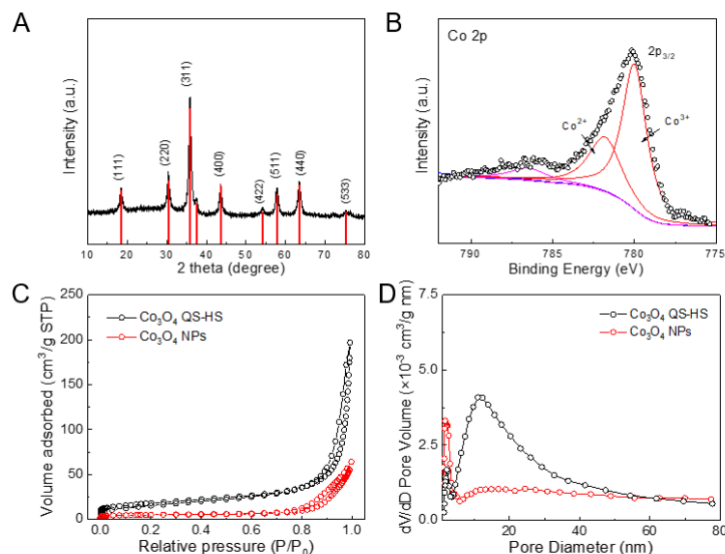 A
Intensity (a.u.)
(111)
(220)
(311)
(400)
(422)
(511)
(440)
(533)
10 20 30 40 50 60 70 80
2 theta (degree)
B
Co 2p
2p3/2
Co2+
Co3+
Intensity (a.u.)
790 785 780 775
Binding Energy (eV)
C
Co3O4 QS-HS
Co3O4 NPs
Volume adsorbed (cm3/g STP)
250
200
150
100
50
0
0.0 0.2 0.4 0.6 0.8 1.0
Relative pressure (P/P0)
D
Co3O4 QS-HS
Co3O4 NPs
dV/dD Pore Volume (×10-3 cm3/g nm)
7.5
5.0
2.5
0.0
20 40 60 80
Pore Diameter (nm)